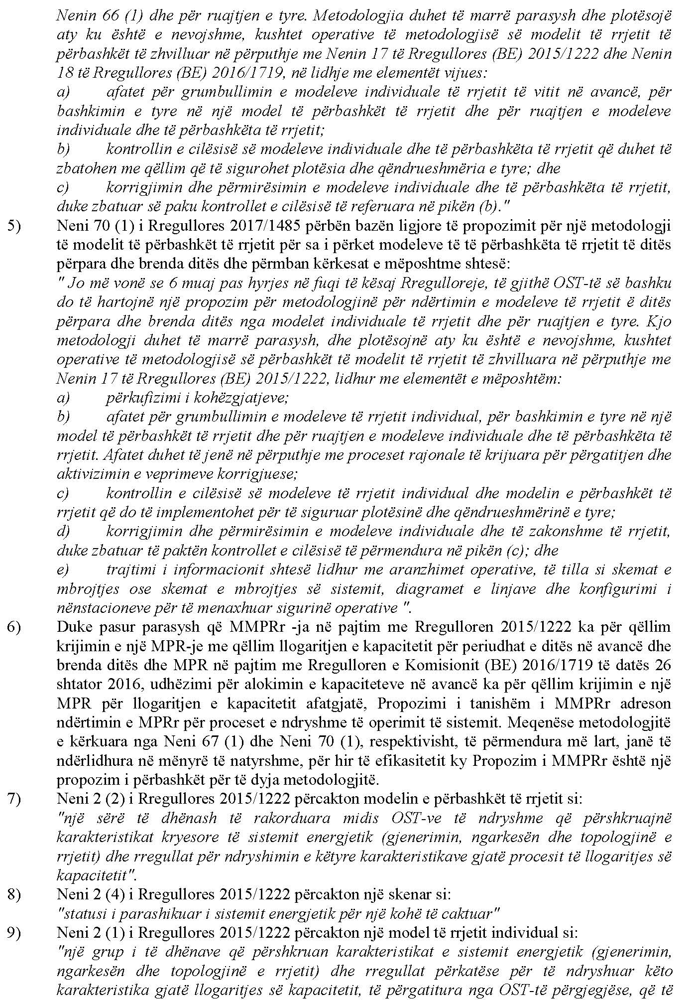 Nenin 66 (1) dhe për ruajtjen e tyre. Metodologjia duhet të marrë parasysh dhe plotësojë
aty ku është e nevojshme, kushtet operative të metodologjisë së modelit të rrjetit të
përbashkët të zhvilluar në përputhje me Nenin 17 të Rregullores (BE) 2015/1222 dhe Nenin
18 të Rregullores (BE) 2016/1719, në lidhje me elementët vijues:
a) afatet për grumbullimin e modeleve individuale të rrjetit të vitit në avancë, për
bashkimin e tyre në një model të përbashkët të rrjetit dhe për ruajtjen e modeleve
individuale dhe të përbashkëta të rrjetit;
b) kontrollin e cilësisë së modeleve individuale dhe të përbashkëta të rrjetit që duhet të
zbatohen me qëllim që të sigurohet plotësia dhe qëndrueshmëria e tyre; dhe
c) korrigjimin dhe përmirësimin e modeleve individuale dhe të përbashkëta të rrjetit,
duke zbatuar së paku kontrollet e cilësisë të referuara në pikën (b)."
5) Neni 70 (1) i Rregullores 2017/1485 përbën bazën ligjore të propozimit për një metodologji
të modelit të përbashkët të rrjetit për sa i përket modeleve të të përbashkëta të rrjetit të ditës
përpara dhe brenda ditës dhe përmban kërkesat e mëposhtme shtesë:
" Jo më vonë se 6 muaj pas hyrjes në fuqi të kësaj Rregulloreje, të gjithë OST-të së bashku
do të hartojnë një propozim për metodologjinë për ndërtimin e modeleve të rrjetit ë ditës
përpara dhe brenda ditës nga modelet individuale të rrjetit dhe për ruajtjen e tyre. Kjo
metodologji duhet të marrë parasysh, dhe plotësojnë aty ku është e nevojshme, kushtet
operative të metodologjisë së përbashkët të modelit të rrjetit të zhvilluara në përputhje me
Nenin 17 të Rregullores (BE) 2015/1222, lidhur me elementët e mëposhtëm:
a) përkufizimi i kohëzgjatjeve;
b) afatet për grumbullimin e modeleve të rrjetit individual, për bashkimin e tyre në një
model të përbashkët të rrjetit dhe për ruajtjen e modeleve individuale dhe të përbashkëta të
rrjetit. Afatet duhet të jenë në përputhje me proceset rajonale të krijuara për përgatitjen dhe
aktivizimin e veprimeve korrigjuese;
c) kontrollin e cilësisë së modeleve të rrjetit individual dhe modelin e përbashkët të
rrjetit që do të implementohet për të siguruar plotësinë dhe qëndrueshmërinë e tyre;
d) korrigjimin dhe përmirësimin e modeleve individuale dhe të zakonshme të rrjetit,
duke zbatuar të paktën kontrollet e cilësisë të përmendura në pikën (c); dhe
e) trajtimi i informacionit shtesë lidhur me aranzhimet operative, të tilla si skemat e
mbrojtjes ose skemat e mbrojtjes së sistemit, diagramet e linjave dhe konfigurimi i
nënstacioneve për të menaxhuar sigurinë operative ".
6) Duke pasur parasysh që MMPRr -ja në pajtim me Rregulloren 2015/1222 ka për qëllim
krijimin e një MPR-je me qëllim llogaritjen e kapacitetit për periudhat e ditës në avancë dhe
brenda ditës dhe MPR në pajtim me Rregulloren e Komisionit (BE) 2016/1719 të datës 26
shtator 2016, udhëzimi për alokimin e kapaciteteve në avancë ka për qëllim krijimin e një
MPR për llogaritjen e kapacitetit afatgjatë, Propozimi i tanishëm i MMPRr adreson
ndërtimin e MPRr për proceset e ndryshme të operimit të sistemit. Meqenëse metodologjitë
e kërkuara nga Neni 67 (1) dhe Neni 70 (1), respektivisht, të përmendura më lart, janë të
ndërlidhura në mënyrë të natyrshme, për hir të efikasitetit ky Propozim i MMPRr është një
propozim i përbashkët për të dyja metodologjitë.
7) Neni 2 (2) i Rregullores 2015/1222 përcakton modelin e përbashkët të rrjetit si:
"një sërë të dhënash të rakorduara midis OST-ve të ndryshme që përshkruajnë
karakteristikat kryesore të sistemit energjetik (gjenerimin, ngarkesën dhe topologjinë e
rrjetit) dhe rregullat për ndryshimin e këtyre karakteristikave gjatë procesit të llogaritjes së
kapacitetit".
8) Neni 2 (4) i Rregullores 2015/1222 përcakton një skenar si:
"statusi i parashikuar i sistemit energjetik për një kohë të caktuar"
9) Neni 2 (1) i Rregullores 2015/1222 përcakton një model të rrjetit individual si:
"një grup i të dhënave që përshkruan karakteristikat e sistemit energjetik (gjenerimin,
ngarkesën dhe topologjinë e rrjetit) dhe rregullat përkatëse për të ndryshuar këto
karakteristika gjatë llogaritjes së kapacitetit, të përgatitura nga OST-të përgjegjëse, që të